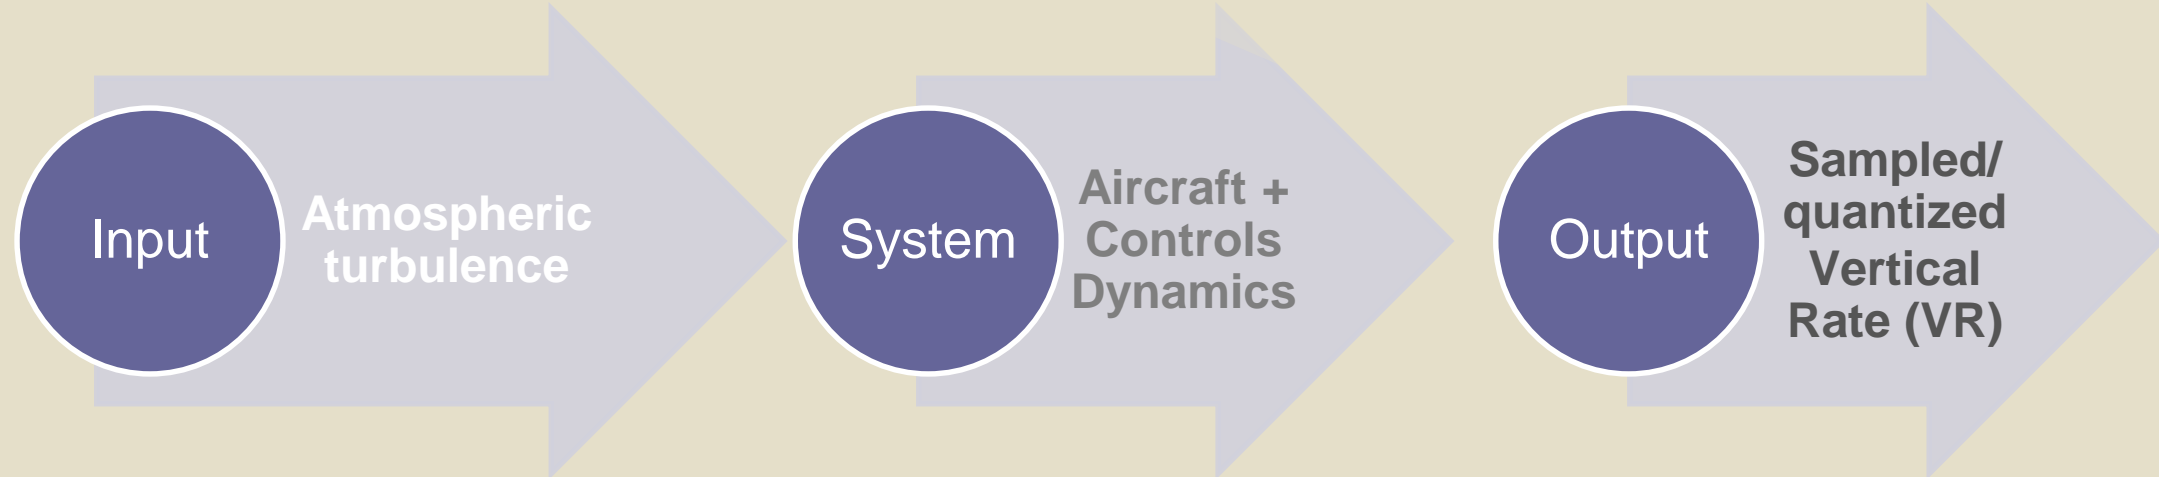 Input
Atmospheric
turbulence
System
Aircraft +
Controls
Dynamics
Output
Sampled/
quantized
Vertical
Rate (VR)